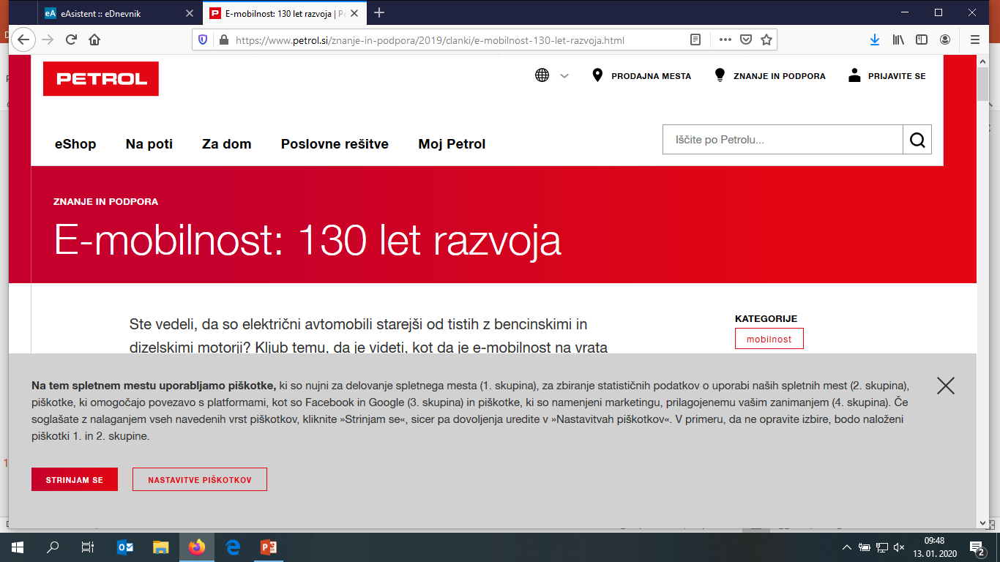 eAsistent :: eDnevnik
E-mobilnost: 130 let razvoja | Pe
https://www.petrol.si/znanje-in-podpora/2019/clanki/e-mobilnost-130-let-razvoja.html
PETROL
PRODAJNA MESTA
ZNANJE IN PODPORA
PRIJAVITE SE
eShop
Na poti
Za dom
Poslovne rešitve
Moj Petrol
Iščite po Petrolu...
ZNANJE IN PODPORA
E-mobilnost: 130 let razvoja
Ste vedeli, da so električni avtomobili starejši od tistih z bencinskimi in
dizelskimi motorji? Kljub temu, da je videti, kot da je e-mobilnost na vrata
KATEGORIJE
mobilnost
Na tem spletnem mestu uporabljamo piškotke, ki so nujni za delovanje spletnega mesta (1. skupina), za zbiranje statističnih podatkov o uporabi naših spletnih mest (2. skupina),
piškotke, ki omogočajo povezavo s platformami, kot so Facebook in Google (3. skupina) in piškotke, ki so namenjeni marketingu, prilagojenemu vašim zanimanjem (4. skupina). Če
soglašate z nalaganjem vseh navedenih vrst piškotkov, kliknite »Strinjam se«, sicer pa dovoljenja uredite v »Nastavitvah piškotkov«. V primeru, da ne opravite izbire, bodo naloženi
piškotki 1. in 2. skupine.
STRINJAM SE
NASTAVITVE PIŠKOTKOV
09:48
13. 01. 2020
2